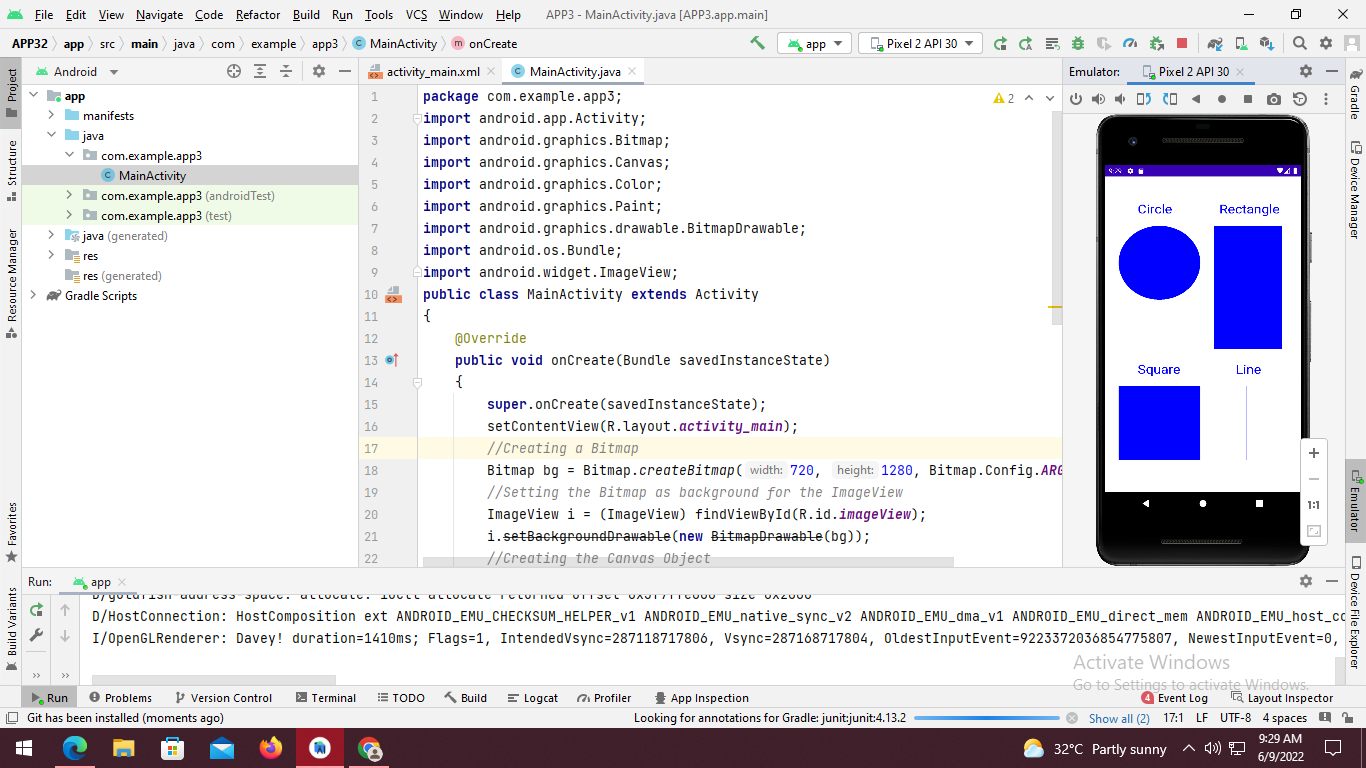 File Edit View Navigate Code Refactor Build Run Tools VCS Window Help APP3 - MainActivity.java [APP3.app.main]
APP32 app src main java com example app3 MainActivity onCreate app Pixel 2 API 30
Project
Structure
Resource Manager
Favorites
Build Variants
Android
app
manifests
java
com.example.app3
MainActivity
com.example.app3 (androidTest)
com.example.app3 (test)
java (generated)
res
res (generated)
Gradle Scripts
activity_main.xml MainActivity.java
2
1 package com.example.app3;
2 import android.app.Activity;
3 import android.graphics.Bitmap;
4 import android.graphics.Canvas;
5 import android.graphics.Color;
6 import android.graphics.Paint;
7 import android.graphics.drawable.BitmapDrawable;
8 import android.os.Bundle;
9 import android.widget.ImageView;
10 public class MainActivity extends Activity
11 {
12 @Override
13 public void onCreate(Bundle savedInstanceState)
14 {
15 super.onCreate(savedInstanceState);
16 setContentView(R.layout.activity_main);
17 //Creating a Bitmap
18 Bitmap bg = Bitmap.createBitmap( width: 720, height: 1280, Bitmap.Config.ARG
19 //Setting the Bitmap as background for the ImageView
20 ImageView i = (ImageView) findViewById(R.id.imageView);
21 i.setBackgroundDrawable(new BitmapDrawable(bg));
22 //Creating the Canvas Object
Emulator: Pixel 2 API 30
Circle Rectangle
Square Line
1:1
Gradle
Device Manager
Emulator
Device File Explorer
Run: app
D/HostConnection: HostComposition ext ANDROID_EMU_CHECKSUM_HELPER_v1 ANDROID_EMU_native_sync_v2 ANDROID_EMU_dma_v1 ANDROID_EMU_direct_mem ANDROID_EMU_host_co
I/OpenGLRenderer: Davey! duration=1410ms; Flags=1, IntendedVsync=287118717806, Vsync=287168717804, OldestInputEvent=9223372036854775807, NewestInputEvent=0,
Activate Windows
Go to Settings to activate Windows.
Run Problems Version Control Terminal TODO Build Logcat Profiler App Inspection 4 Event Log Layout Inspector
Git has been installed (moments ago) Looking for annotations for Gradle: junit:junit:4.13.2 Show all (2) 17:1 LF UTF-8 4 spaces
32°C Partly sunny 9:29 AM
6/9/2022